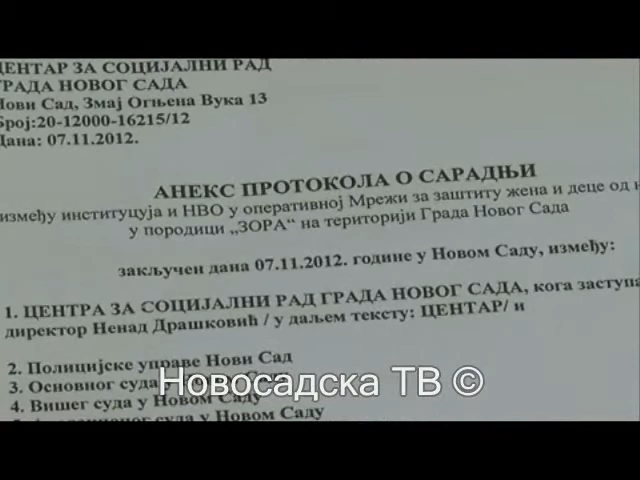 ЦЕНТАР ЗА СОЦИЈАЛНИ РАД
ГРАДА НОВОГ САДА
Нови Сад, Змај Огњена Вука 13
Број:20-12000-16215/12
Дана: 07.11.2012.
АНЕКС ПРОТОКОЛА О САРАДЊИ
између институцуја и НВО у оперативној Мрежи за заштиту жена и деце од
у породици „ЗОРА“ на територији Града Новог Сада
закључен дана 07.11.2012. године у Новом Саду, између:
1. ЦЕНТРА ЗА СОЦИЈАЛНИ РАД ГРАДА НОВОГ САДА, кога заступа
директор Ненад Драшковић / у даљем тексту: ЦЕНТАР/ и
2. Полицијске управе Нови Сад
3. Основног суда
4. Вишег суда у Новом Саду
суда у Новом Саду
Новосадска ТВ ©